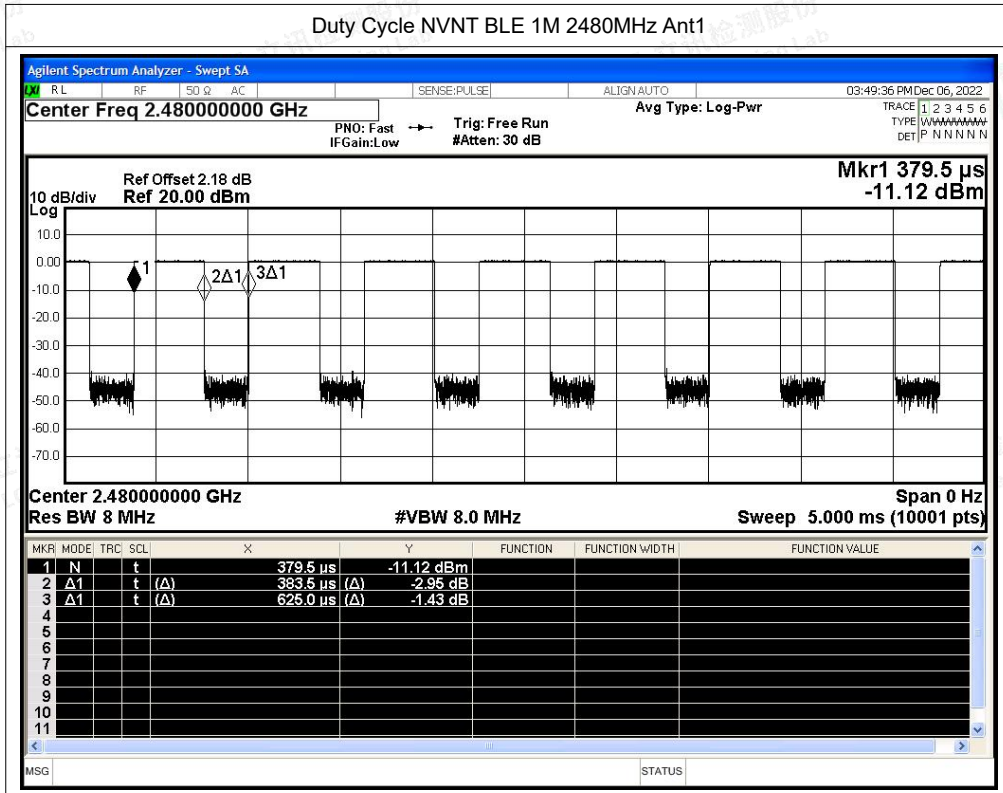 Duty Cycle NVNT BLE 1M 2480MHz Ant1
Agilent Spectrum Analyzer - Swept SA
LXI RL RF 50 Ω AC SENSE:PULSE ALIGN AUTO 03:49:36 PM Dec 06, 2022
Center Freq 2.480000000 GHz
Avg Type: Log-Pwr
TRACE 1 2 3 4 5 6
TYPE WWWWWW
DET P N N N N N
PNO: Fast
IFGain:Low
Trig: Free Run
#Atten: 30 dB
Mkr1 379.5 µs
-11.12 dBm
Ref Offset 2.18 dB
10 dB/div Ref 20.00 dBm
Log
10.0
0.00
-10.0
-20.0
-30.0
-40.0
-50.0
-60.0
-70.0
1
2Δ1
3Δ1
Center 2.480000000 GHz Span 0 Hz
Res BW 8 MHz #VBW 8.0 MHz Sweep 5.000 ms (10001 pts)
MKR MODE TRC SCL X Y FUNCTION FUNCTION WIDTH FUNCTION VALUE
1 N t 379.5 µs -11.12 dBm
2 Δ1 t (Δ) 383.5 µs (Δ) -2.95 dB
3 Δ1 t (Δ) 625.0 µs (Δ) -1.43 dB
4
5
6
7
8
9
10
11
MSG STATUS